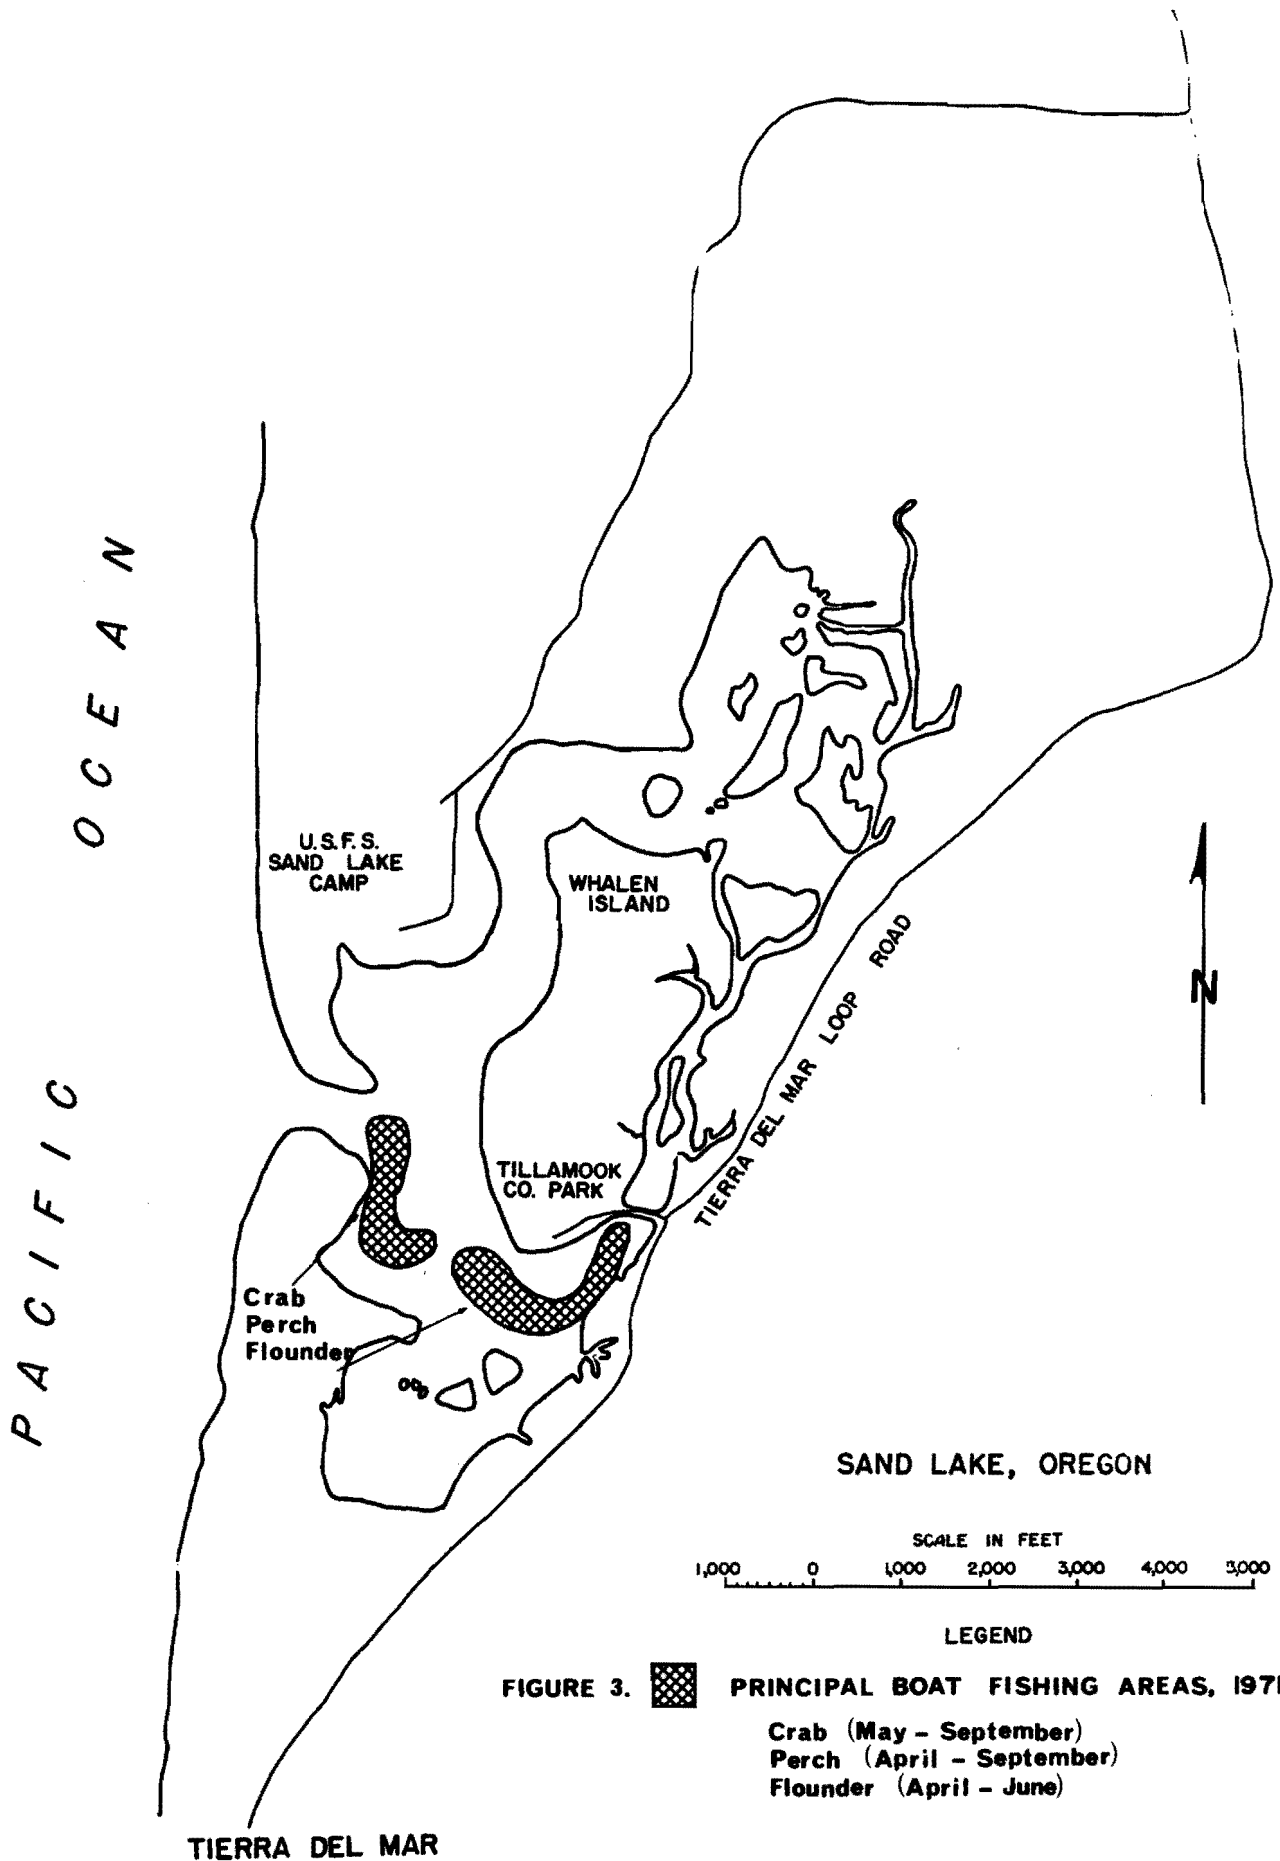 PACIFIC OCEAN
U.S.F.S.
SAND LAKE
CAMP
WHALEN
ISLAND
TIERRA DEL MAR LOOP ROAD
N
TILLAMOOK
CO. PARK
Crab
Perch
Flounder
SAND LAKE, OREGON
SCALE IN FEET
1,000 0 1,000 2,000 3,000 4,000 5,000
LEGEND
FIGURE 3. PRINCIPAL BOAT FISHING AREAS, 1971
Crab (May - September)
Perch (April - September)
Flounder (April - June)
TIERRA DEL MAR